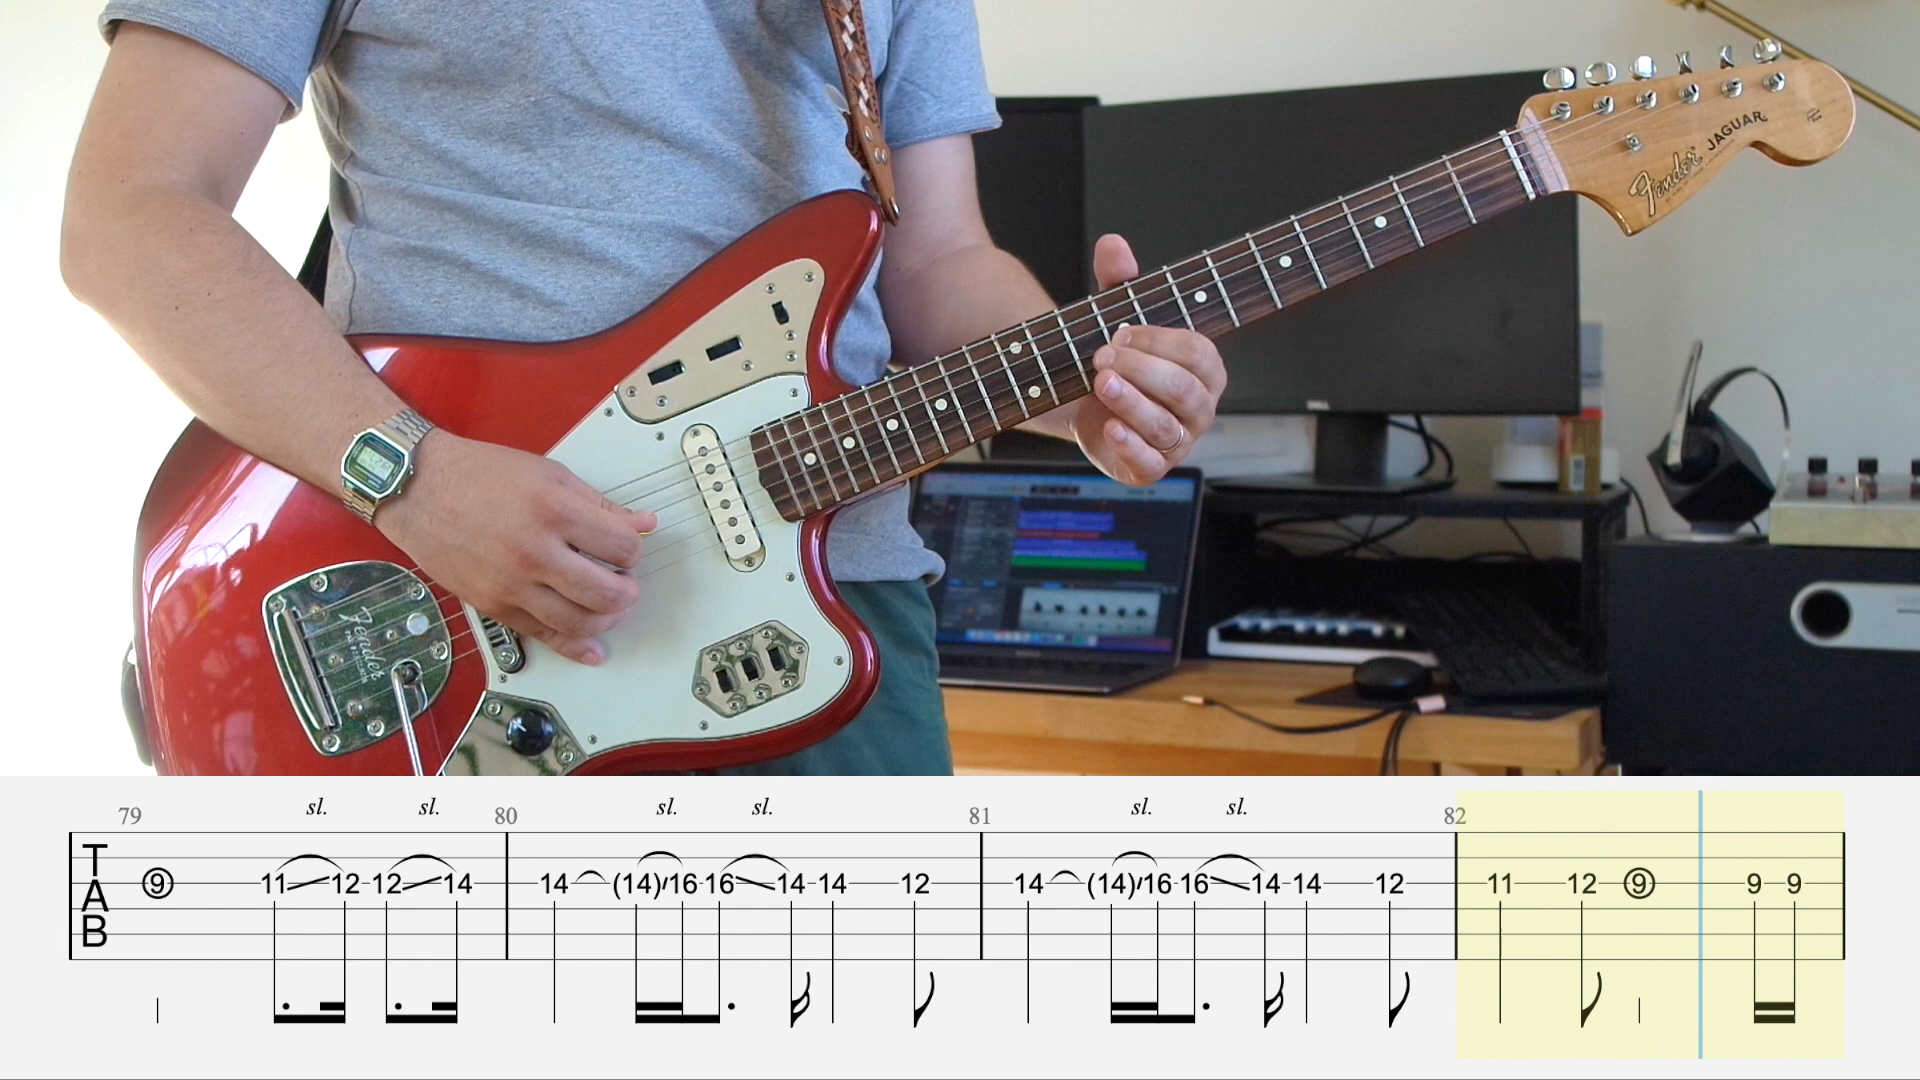 Fender JAGUAR
Fender
79 sl. sl. 80 sl. sl. 81 sl. sl. 82
T
A
B
9 11 12 12 14 14 (14) 16 16 14 14 12 14 (14) 16 16 14 14 12 11 12 9 9 9